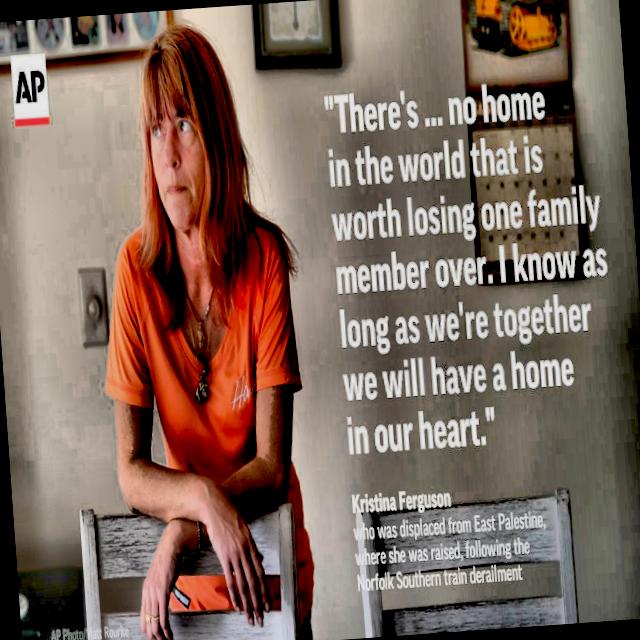 AP
"There's ... no home
in the world that is
worth losing one family
member over. I know as
long as we're together
we will have a home
in our heart."
Kristina Ferguson
who was displaced from East Palestine,
where she was raised, following the
Norfolk Southern train derailment
AP Photo/ Rourke